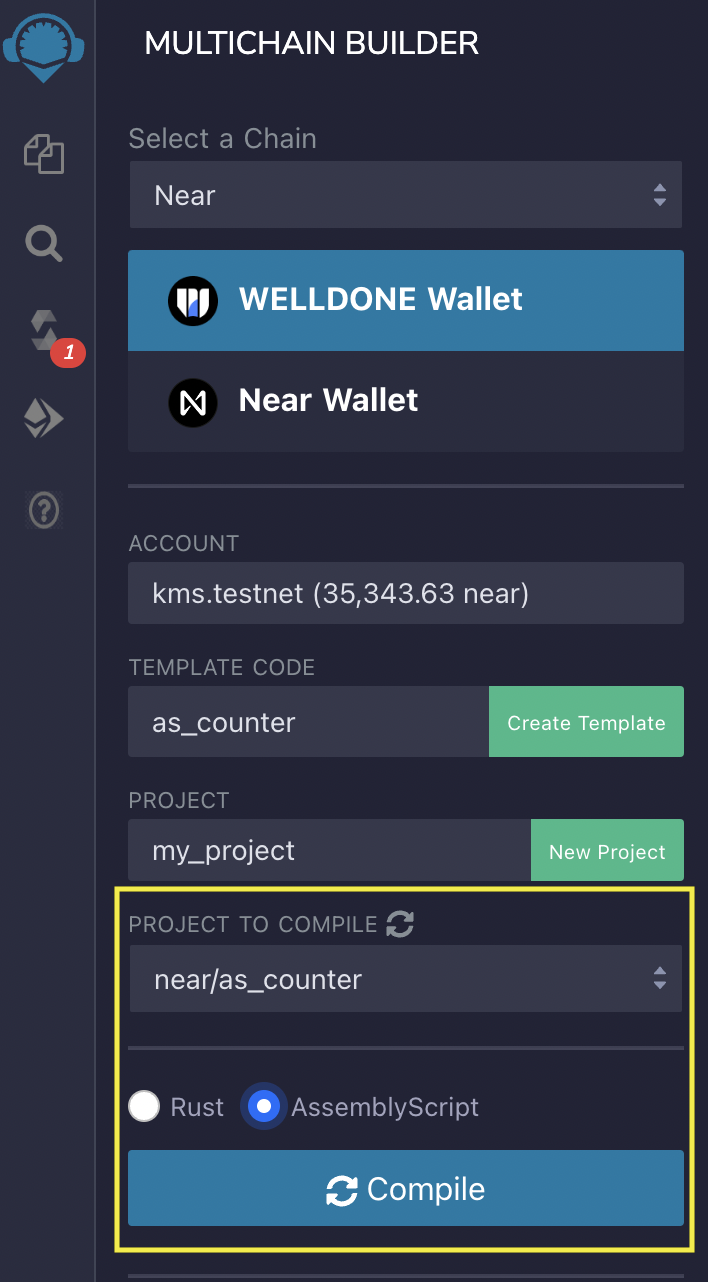 MULTICHAIN BUILDER
Select a Chain
Near
WELLDONE Wallet
1
Near Wallet
?
ACCOUNT
kms.testnet (35,343.63 near)
TEMPLATE CODE
as_counter
Create Template
PROJECT
my_project
New Project
PROJECT TO COMPILE
near/as_counter
Rust
AssemblyScript
Compile